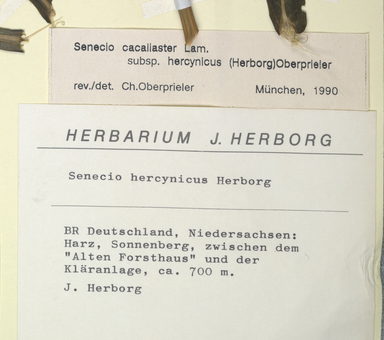 Senecio cacaliaster Lam.
subsp. hercynicus (Herborg)Oberprieler
rev./det. Ch.Oberprieler München, 1990
HERBARIUM J. HERBORG
Senecio hercynicus Herborg
BR Deutschland, Niedersachsen:
Harz, Sonnenberg, zwischen dem
"Alten Forsthaus" und der
Kläranlage, ca. 700 m.
J. Herborg